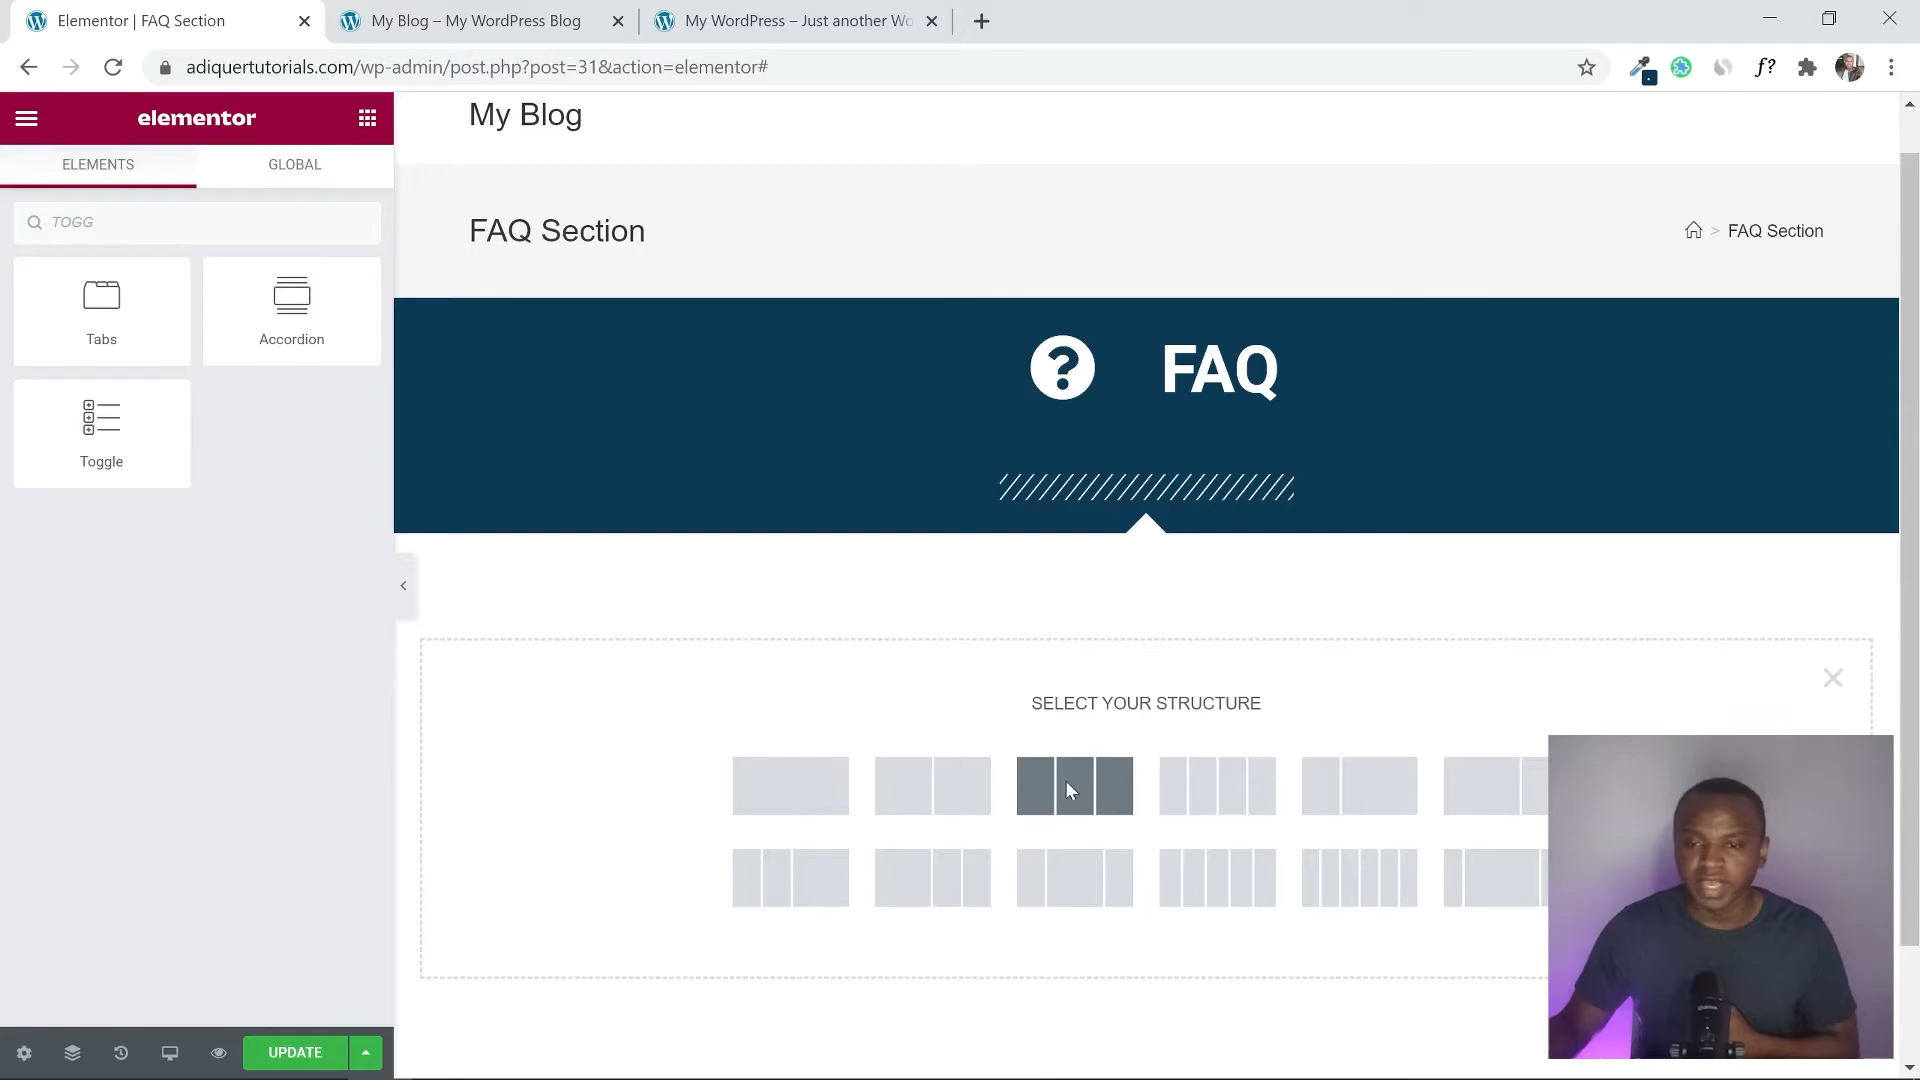 Elementor | FAQ Section
My Blog – My WordPress Blog
My WordPress – Just another Wo
adiquertutorials.com/wp-admin/post.php?post=31&action=elementor#
f?
elementor
ELEMENTS
GLOBAL
TOGG
Tabs
Accordion
Toggle
My Blog
FAQ Section
> FAQ Section
? FAQ
SELECT YOUR STRUCTURE
UPDATE